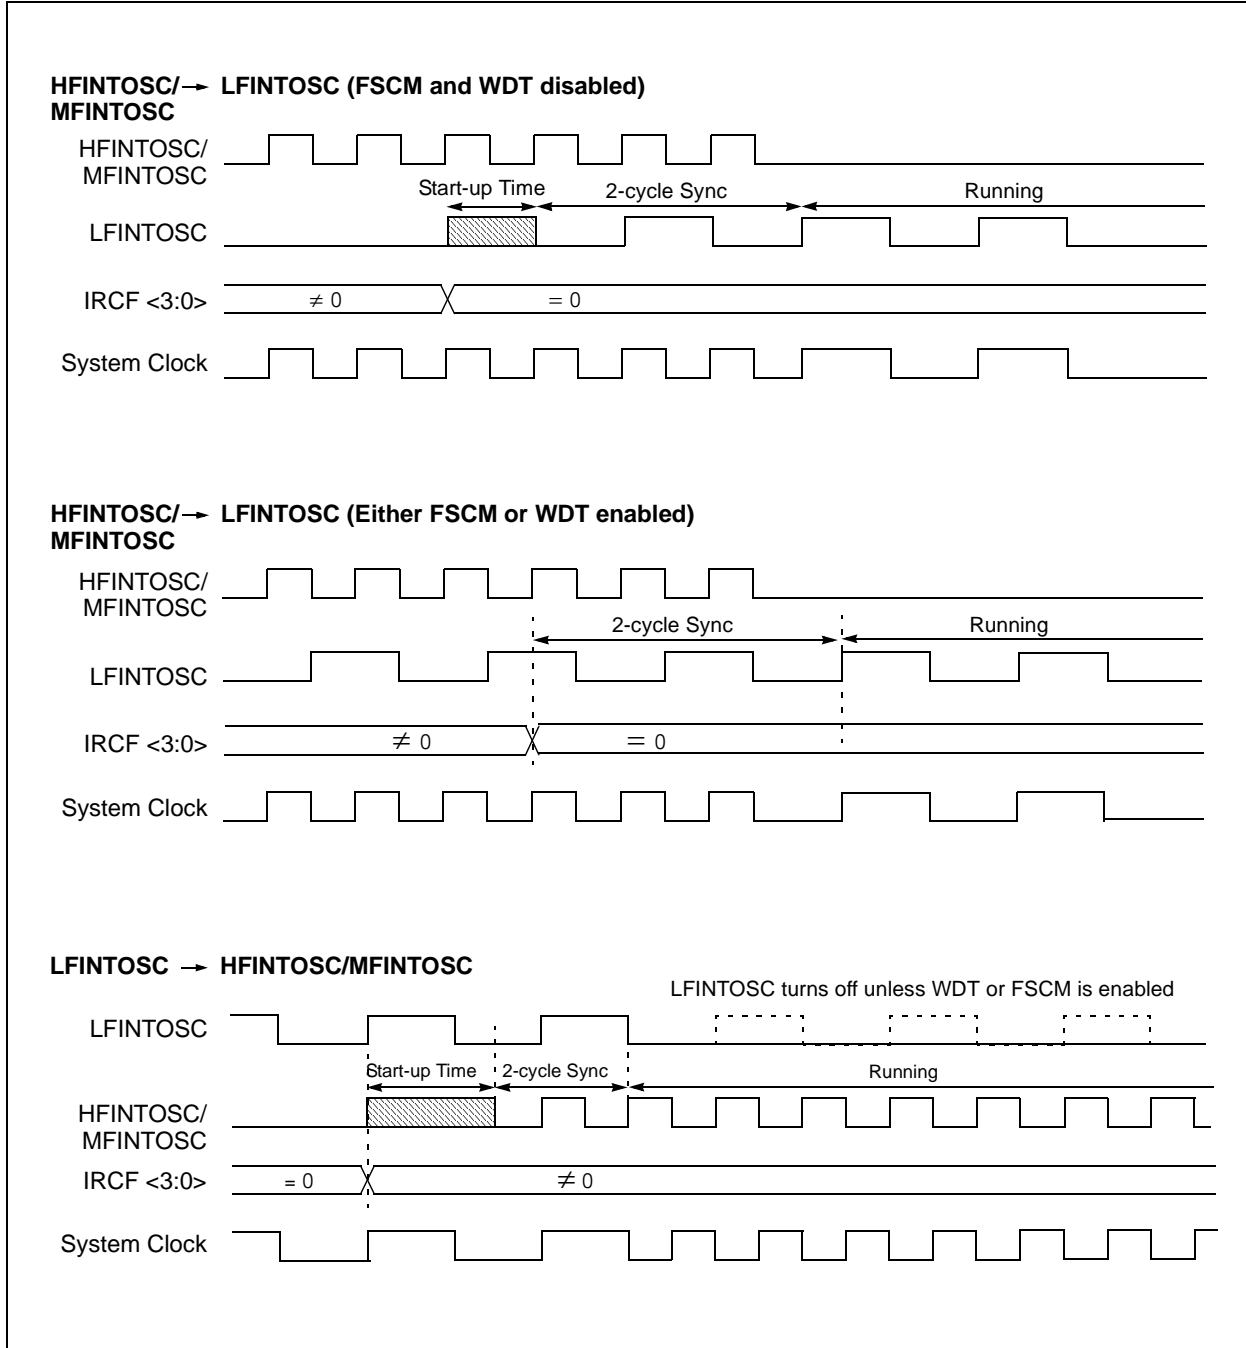 HFINTOSC/→ LFINTOSC (FSCM and WDT disabled)
MFINTOSC
HFINTOSC/
MFINTOSC
Start-up Time
2-cycle Sync
Running
LFINTOSC
IRCF <3:0>
≠ 0
= 0
System Clock
HFINTOSC/→ LFINTOSC (Either FSCM or WDT enabled)
MFINTOSC
HFINTOSC/
MFINTOSC
2-cycle Sync
Running
LFINTOSC
IRCF <3:0>
≠ 0
= 0
System Clock
LFINTOSC → HFINTOSC/MFINTOSC
LFINTOSC turns off unless WDT or FSCM is enabled
LFINTOSC
Start-up Time
2-cycle Sync
Running
HFINTOSC/
MFINTOSC
IRCF <3:0>
= 0
≠ 0
System Clock